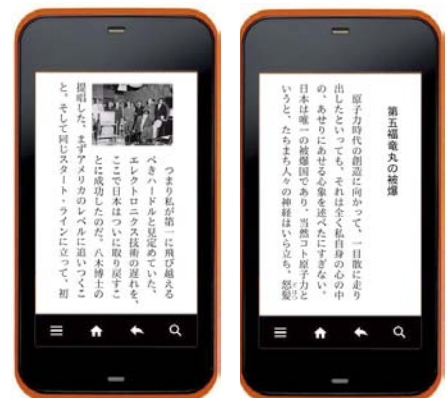 つまり私が第一に飛び越える
べきハードルと見定めていた、
エレクトロニクス技術の遅れを、
ここで日本はついに取り戻すこ
とに成功したのだ。八木博士の
提唱した、まずアメリカのレベルに追いつくこ
と。そして同じスタート・ラインに立って、初
第五福竜丸の被爆
原子力時代の創造に向かって、一目散に走り
出したといっても。それは全く私自身の心の中
の、あせりにあせる心象を述べたにすぎない。
日本は唯一の被爆国であり、当然コト原子力と
いうと、たちまち人々の神経はいら立ち、怒髪